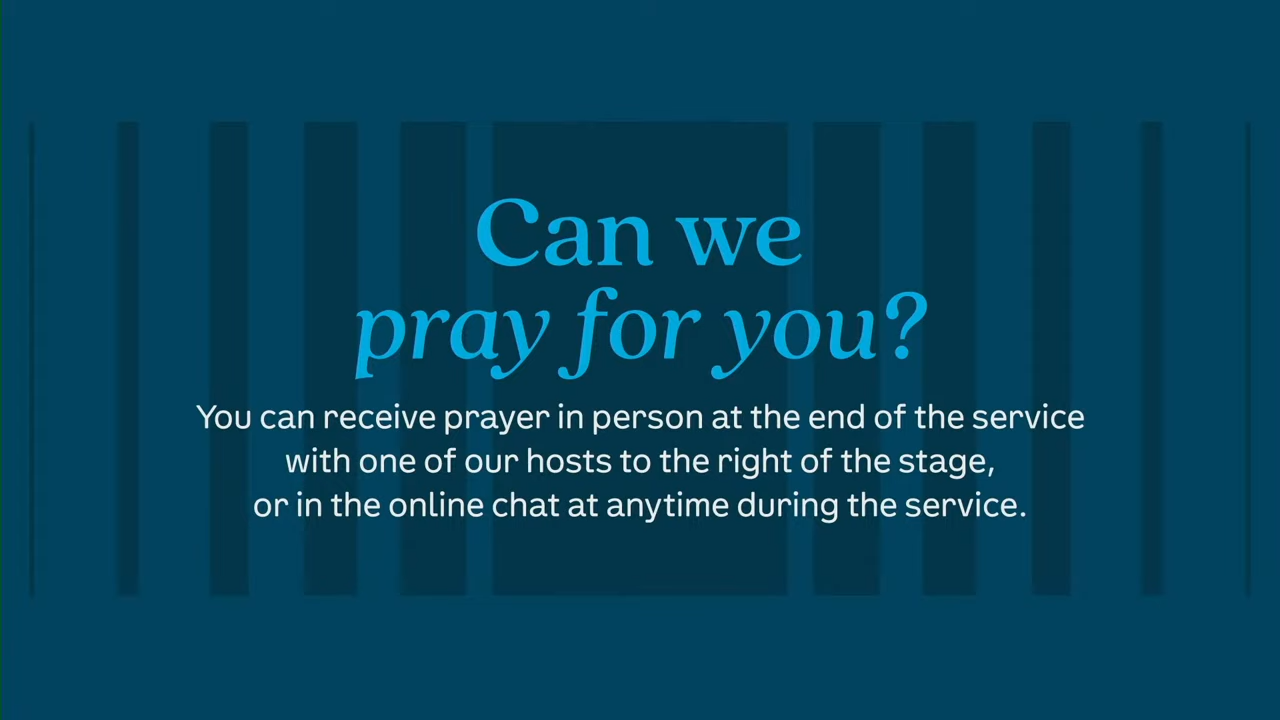 Can we
pray for you?
You can receive prayer in person at the end of the service
with one of our hosts to the right of the stage,
or in the online chat at anytime during the service.